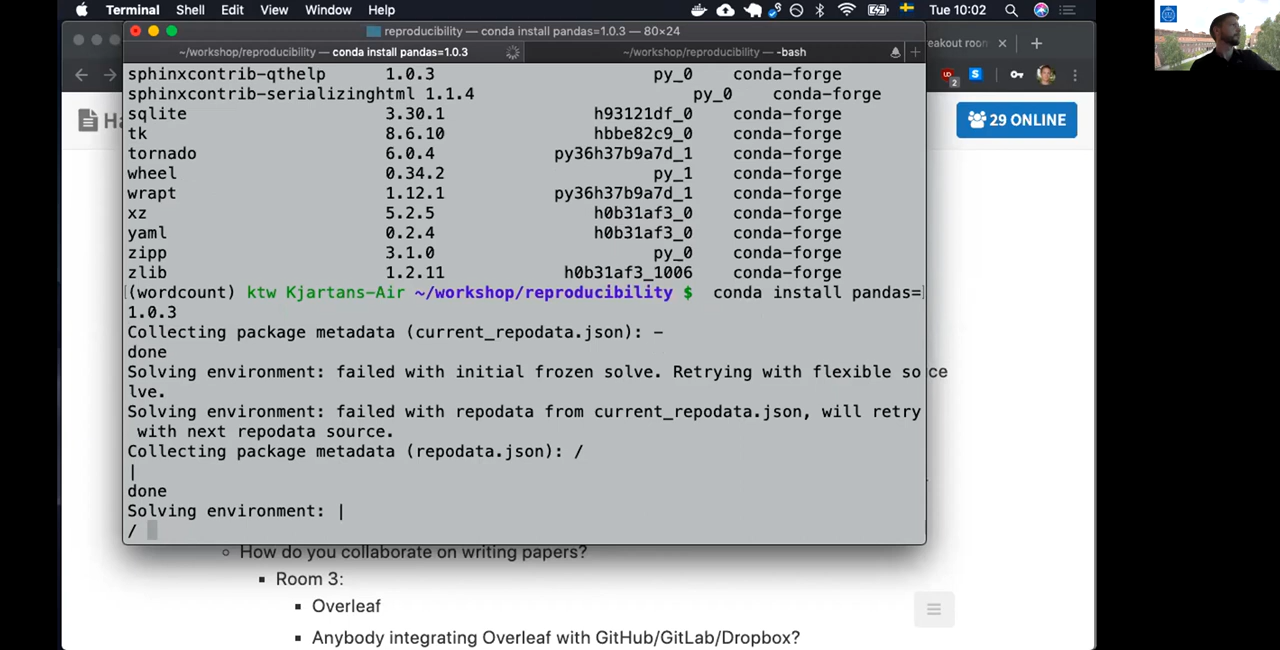 Terminal Shell Edit View Window Help Tue 10:02
reproducibility — conda install pandas=1.0.3 — 80×24
~/workshop/reproducibility — conda install pandas=1.0.3 ~/workshop/reproducibility — -bash
eakout room
Ha
29 ONLINE
sphinxcontrib-qthelp 1.0.3 py_0 conda-forge
sphinxcontrib-serializinghtml 1.1.4 py_0 conda-forge
sqlite 3.30.1 h93121df_0 conda-forge
tk 8.6.10 hbbe82c9_0 conda-forge
tornado 6.0.4 py36h37b9a7d_1 conda-forge
wheel 0.34.2 py_1 conda-forge
wrapt 1.12.1 py36h37b9a7d_1 conda-forge
xz 5.2.5 h0b31af3_0 conda-forge
yaml 0.2.4 h0b31af3_0 conda-forge
zipp 3.1.0 py_0 conda-forge
zlib 1.2.11 h0b31af3_1006 conda-forge
(wordcount) ktw Kjartans-Air ~/workshop/reproducibility $ conda install pandas=
1.0.3
Collecting package metadata (current_repodata.json): -
done
Solving environment: failed with initial frozen solve. Retrying with flexible so
ce
lve.
Solving environment: failed with repodata from current_repodata.json, will retry
with next repodata source.
Collecting package metadata (repodata.json): /
|
done
Solving environment: |
/
How do you collaborate on writing papers?
Room 3:
Overleaf
Anybody integrating Overleaf with GitHub/GitLab/Dropbox?